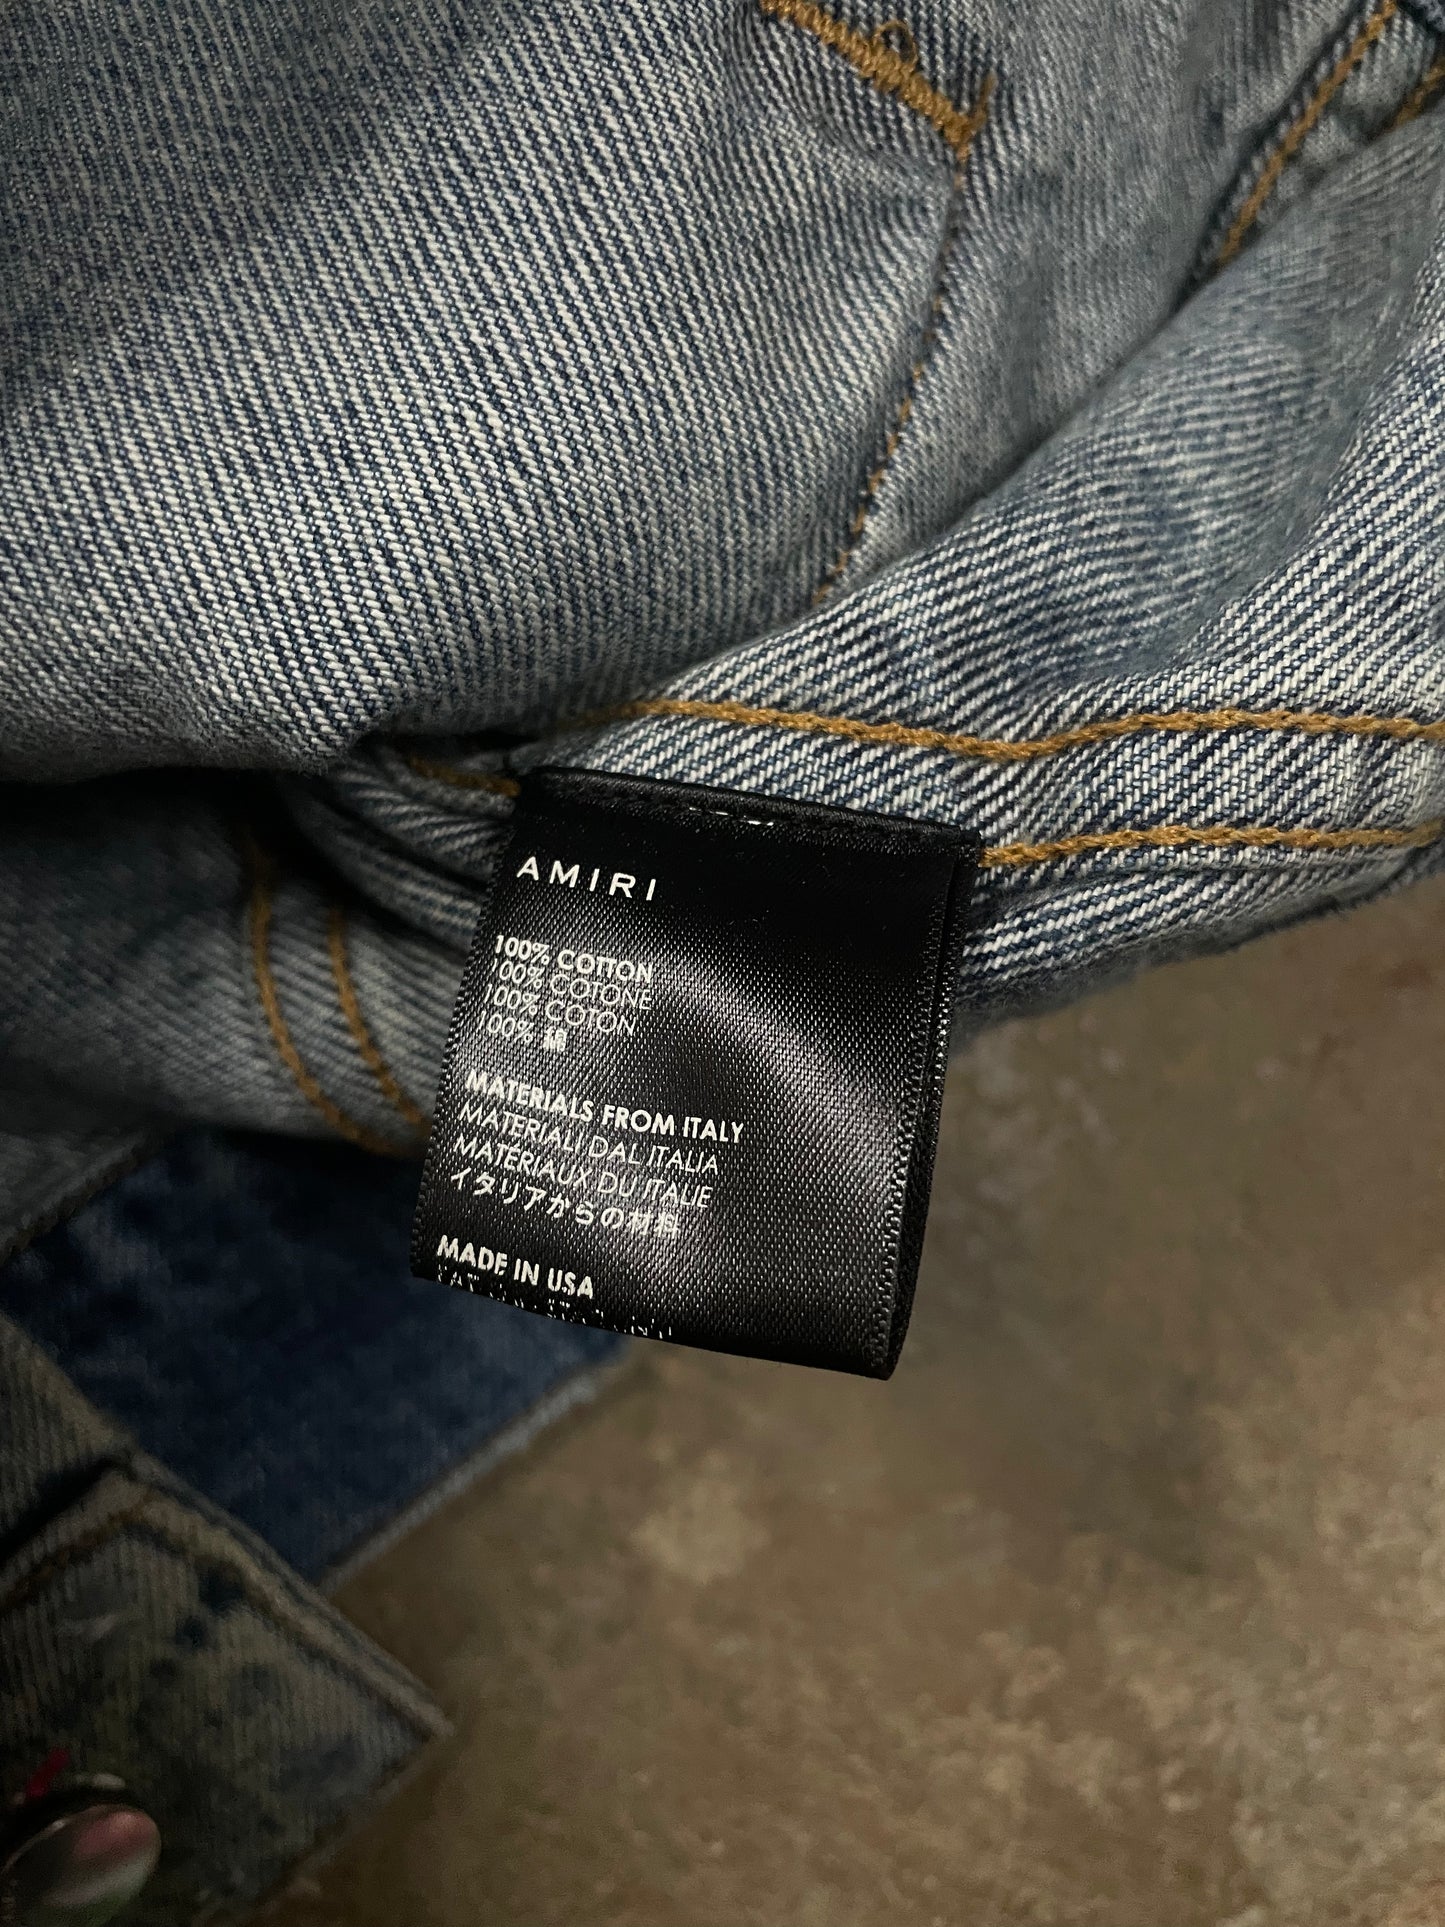 AMIRI
100% COTTON
100% COTONE
100% COTON
100% 綿
MATERIALS FROM ITALY
MATERIALI DAL ITALIA
MATERIAUX DU ITALIE
イタリアからの材料
MADE IN USA